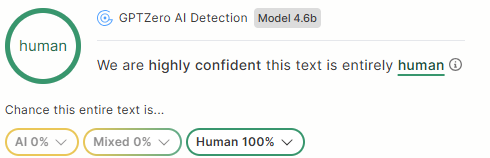 GPTZero AI Detection Model 4.6b
human
We are highly confident this text is entirely human
Chance this entire text is...
AI 0% Mixed 0% Human 100%